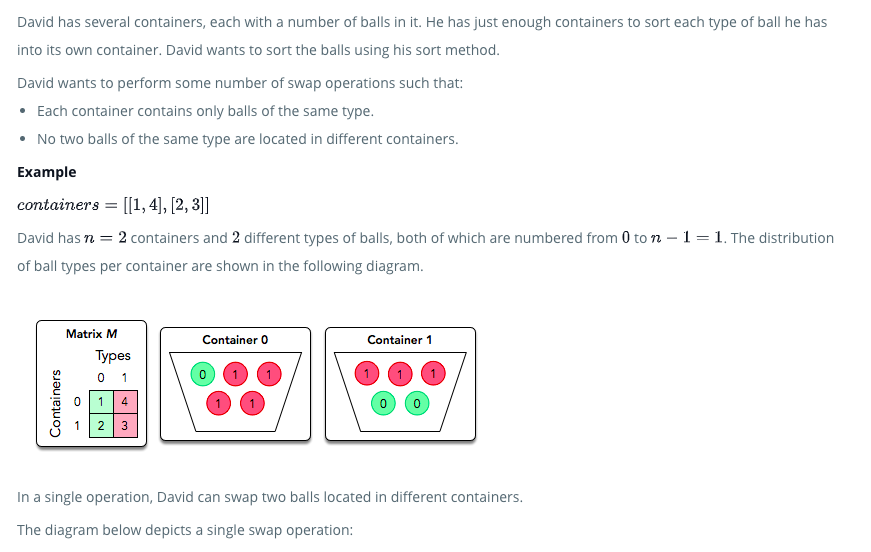 David has several containers, each with a number of balls in it. He has just enough containers to sort each type of ball he has
into its own container. David wants to sort the balls using his sort method.
David wants to perform some number of swap operations such that:
• Each container contains only balls of the same type.
• No two balls of the same type are located in different containers.
Example
containers = [[1, 4], [2, 3]]
David has n = 2 containers and 2 different types of balls, both of which are numbered from 0 to n − 1 = 1. The distribution
of ball types per container are shown in the following diagram.
Matrix M
Types
0 1
Containers
0 1 4
1 2 3
Container 0
0 1 1
1 1
Container 1
1 1 1
0 0
In a single operation, David can swap two balls located in different containers.
The diagram below depicts a single swap operation: